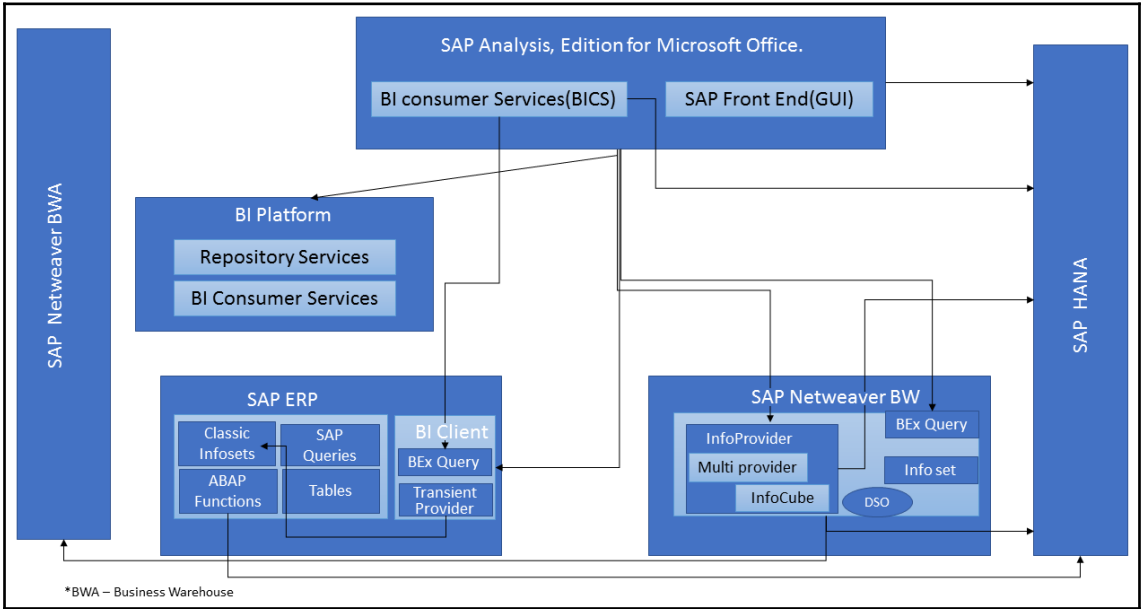 SAP Analysis, Edition for Microsoft Office.
BI consumer Services(BICS)
SAP Front End(GUI)
SAP Netweaver BWA
BI Platform
Repository Services
BI Consumer Services
SAP HANA
SAP ERP
Classic
Infosets
SAP
Queries
ABAP
Functions
Tables
BI Client
BEx Query
Transient
Provider
SAP Netweaver BW
InfoProvider
Multi provider
InfoCube
BEx Query
Info set
DSO
*BWA – Business Warehouse